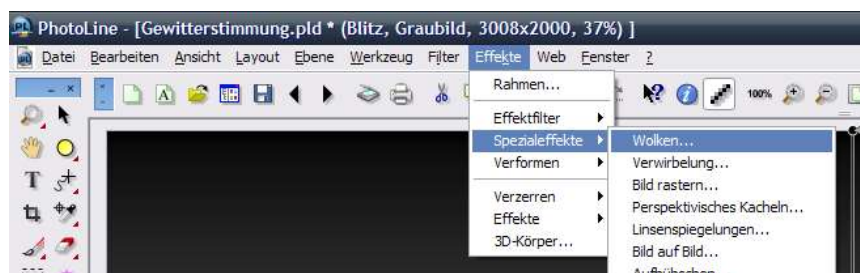 PhotoLine - [Gewitterstimmung.pld * (Blitz, Graubild, 3008x2000, 37%) ]
Datei Bearbeiten Ansicht Layout Ebene Werkzeug Filter Effekte Web Fenster ?
100%
Rahmen...
Effektfilter
Spezialeffekte
Verformen
Verzerren
Effekte
3D-Körper...
Wolken...
Verwirbelung...
Bild rastern...
Perspektivisches Kacheln...
Linsenspiegelungen...
Bild auf Bild...